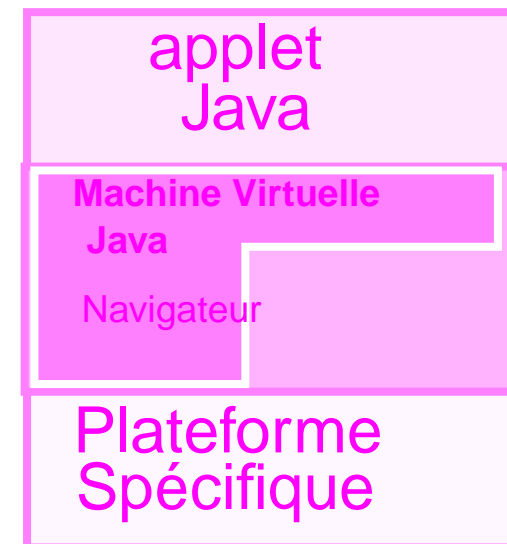 applet
Java
Machine Virtuelle
Java
Navigateur
Plateforme
Spécifique